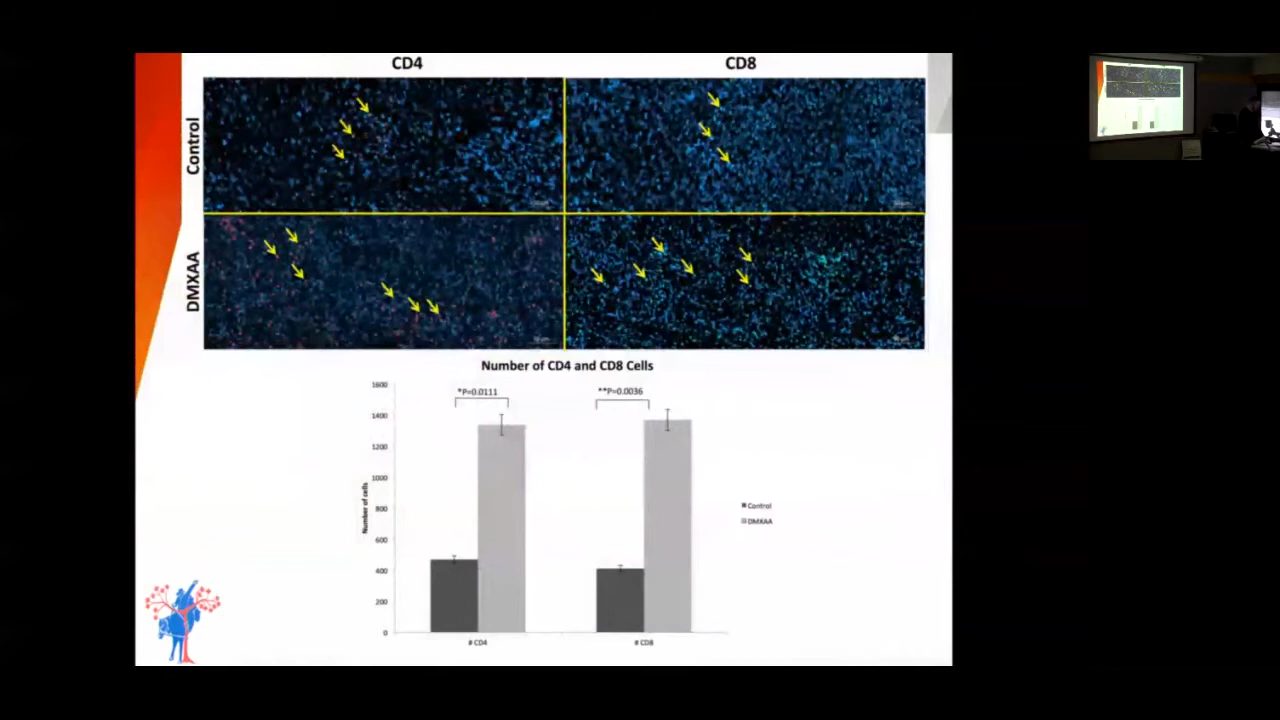 CD4 CD8
Control
DMXAA
Number of CD4 and CD8 Cells
*P=0.0111 **P=0.0036
1600
1400
1200
1000
800
600
400
200
0
Number of cells
# CD4 # CD8
Control
DMXAA